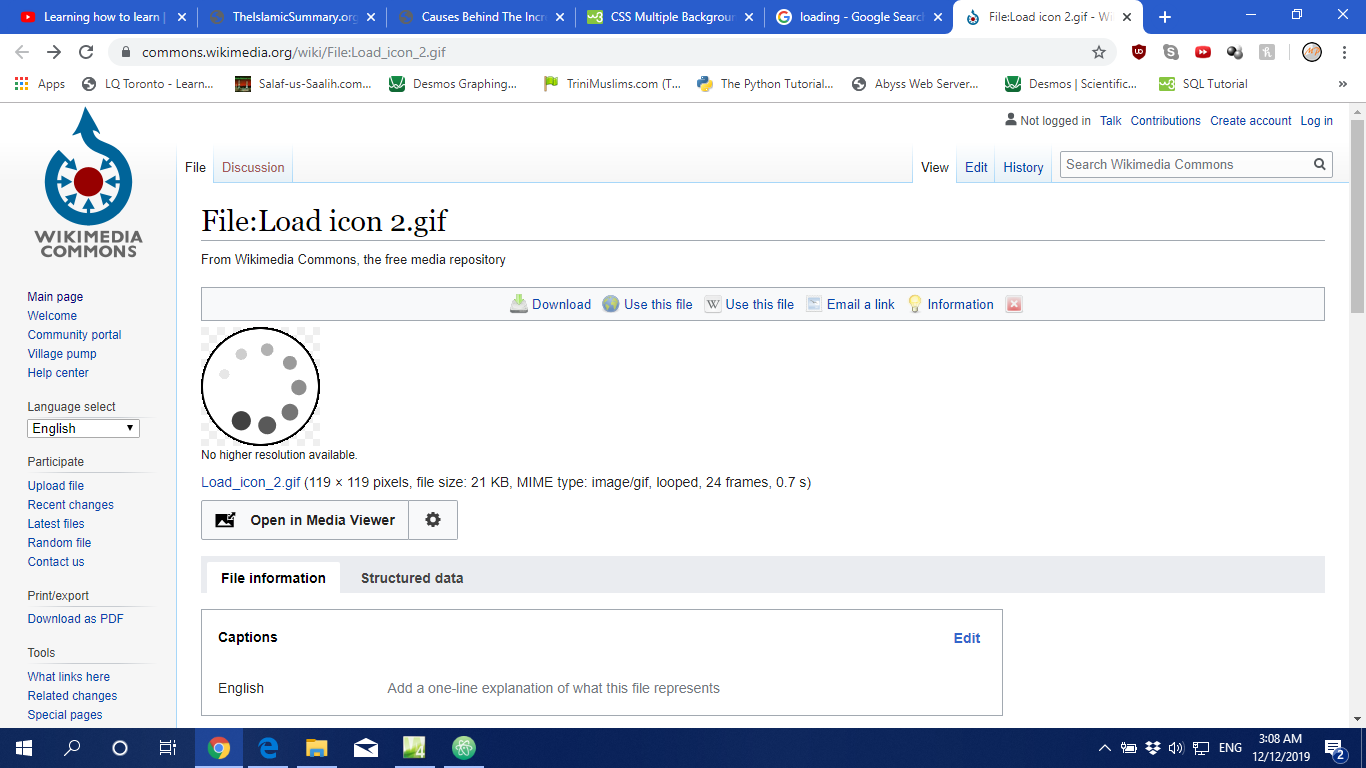 Learning how to learn |
TheIslamicSummary.org
Causes Behind The Incr
CSS Multiple Backgroun
loading - Google Search
File:Load icon 2.gif - Wi
commons.wikimedia.org/wiki/File:Load_icon_2.gif
Apps
LQ Toronto - Learn...
Salaf-us-Saalih.com...
Desmos Graphing...
TriniMuslims.com (T...
The Python Tutorial...
Abyss Web Server...
Desmos | Scientific...
SQL Tutorial
Not logged in Talk Contributions Create account Log in
File Discussion View Edit History Search Wikimedia Commons
WIKIMEDIA
COMMONS
Main page
Welcome
Community portal
Village pump
Help center
Language select
English
Participate
Upload file
Recent changes
Latest files
Random file
Contact us
Print/export
Download as PDF
Tools
What links here
Related changes
Special pages
File:Load icon 2.gif
From Wikimedia Commons, the free media repository
Download Use this file W Use this file Email a link Information
No higher resolution available.
Load_icon_2.gif (119 × 119 pixels, file size: 21 KB, MIME type: image/gif, looped, 24 frames, 0.7 s)
Open in Media Viewer
File information Structured data
Captions Edit
English Add a one-line explanation of what this file represents
ENG
3:08 AM
12/12/2019
2